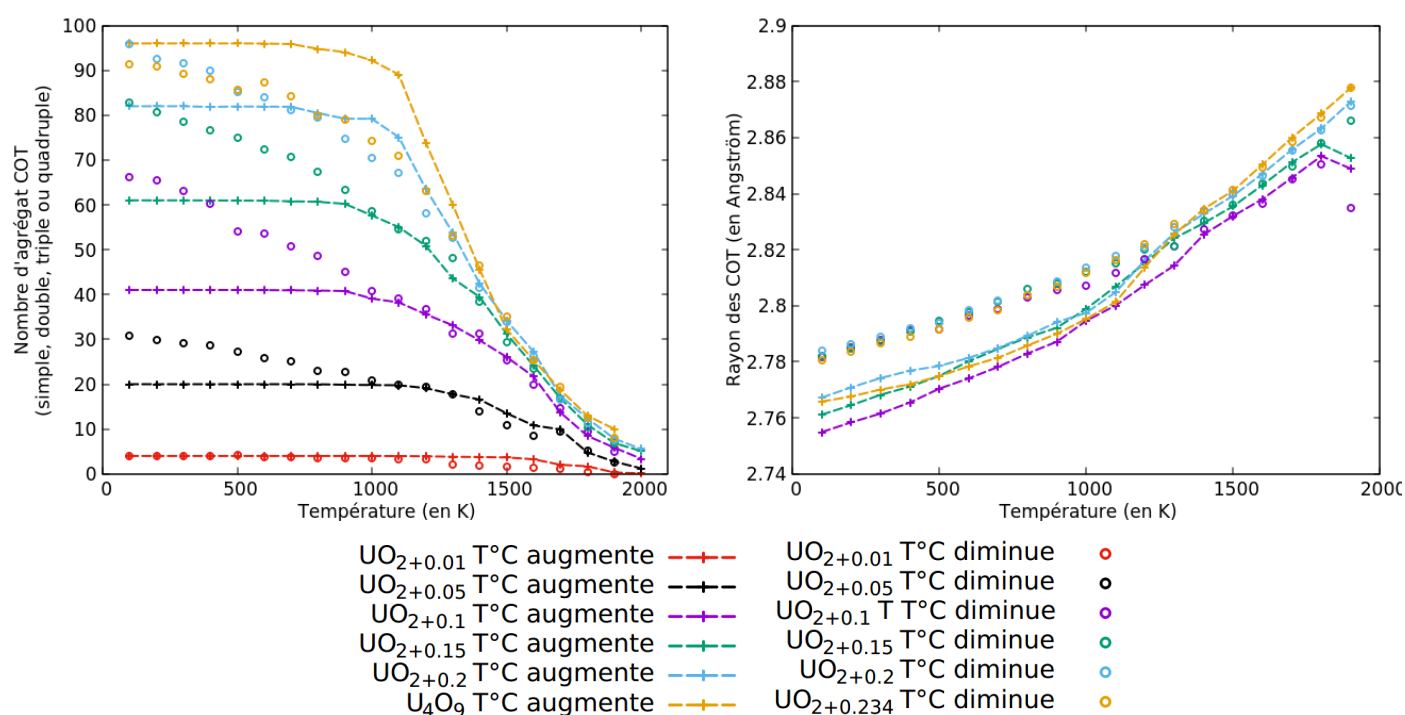 Nombre d'agrégat COT
(simple, double, triple ou quadruple)
100
90
80
70
60
50
40
30
20
10
0
0 500 1000 1500 2000
Température (en K)
Rayon des COT (en Angström)
2.9
2.88
2.86
2.84
2.82
2.8
2.78
2.76
2.74
0 500 1000 1500 2000
Température (en K)
UO2+0.01 T°C augmente
UO2+0.05 T°C augmente
UO2+0.1 T°C augmente
UO2+0.15 T°C augmente
UO2+0.2 T°C augmente
U4O9 T°C augmente
UO2+0.01 T°C diminue
UO2+0.05 T°C diminue
UO2+0.1 T T°C diminue
UO2+0.15 T°C diminue
UO2+0.2 T°C diminue
UO2+0.234 T°C diminue